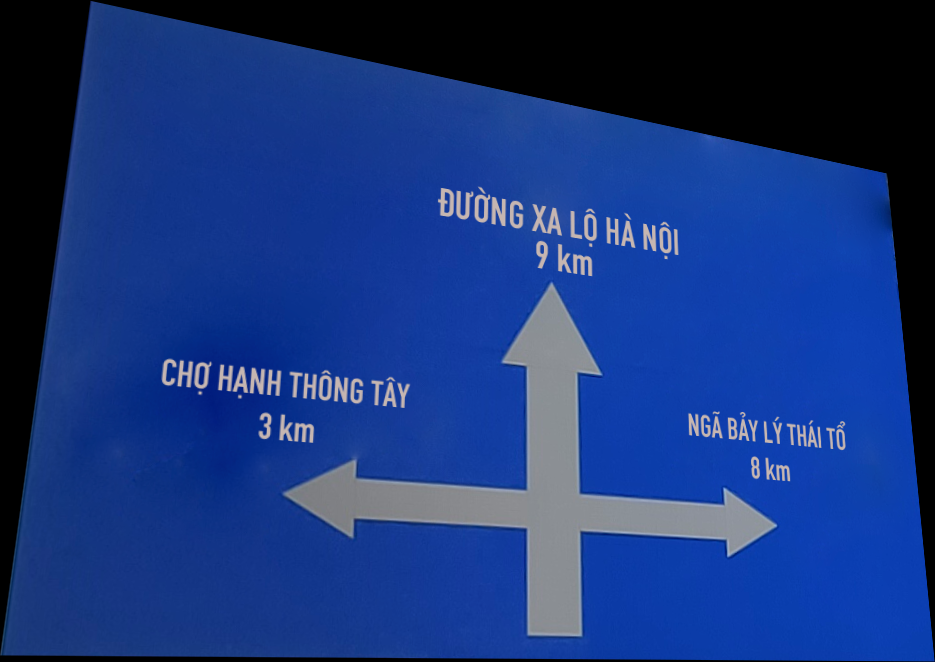 ĐƯỜNG XA LỘ HÀ NỘI
9 km
CHỢ HẠNH THÔNG TÂY
3 km
NGÃ BẢY LÝ THÁI TỔ
8 km